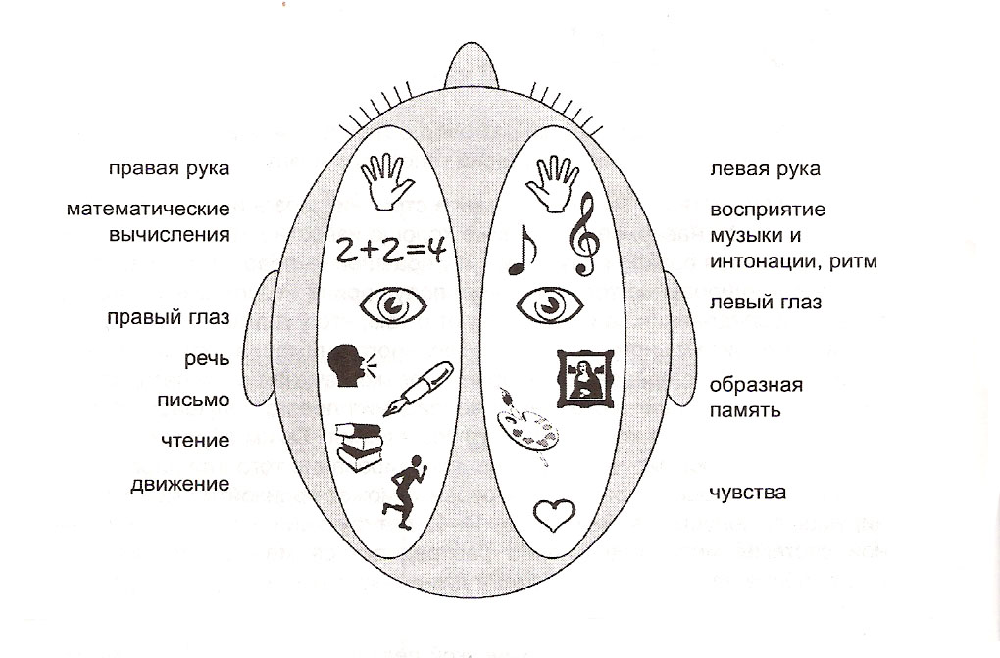 правая рука
математические
вычисления
правый глаз
речь
письмо
чтение
движение
2+2=4
левая рука
восприятие
музыки и
интонации, ритм
левый глаз
образная
память
чувства